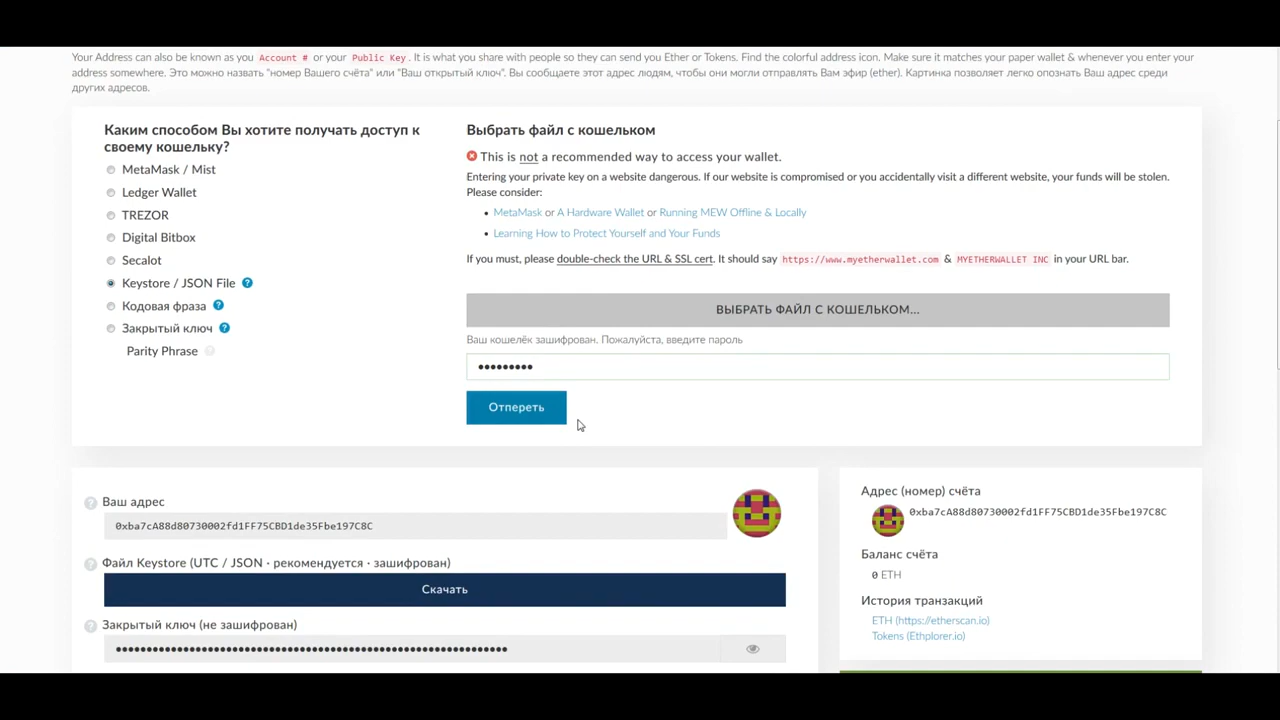 Your Address can also be known as you Account # or your Public Key. It is what you share with people so they can send you Ether or Tokens. Find the colorful address icon. Make sure it matches your paper wallet & whenever you enter your
address somewhere. Это можно назвать "номер Вашего счёта" или "Ваш открытый ключ". Вы сообщаете этот адрес людям, чтобы они могли отправлять Вам эфир (ether). Картинка позволяет легко опознать Ваш адрес среди
других адресов.
Каким способом Вы хотите получать доступ к
своему кошельку?
MetaMask / Mist
Ledger Wallet
TREZOR
Digital Bitbox
Secalot
Keystore / JSON File ?
Кодовая фраза ?
Закрытый ключ ?
Parity Phrase ?
Выбрать файл с кошельком
This is not a recommended way to access your wallet.
Entering your private key on a website dangerous. If our website is compromised or you accidentally visit a different website, your funds will be stolen.
Please consider:
• MetaMask or A Hardware Wallet or Running MEW Offline & Locally
• Learning How to Protect Yourself and Your Funds
If you must, please double-check the URL & SSL cert. It should say https://www.myetherwallet.com & MYETHERWALLET INC in your URL bar.
ВЫБРАТЬ ФАЙЛ С КОШЕЛЬКОМ...
Ваш кошелёк зашифрован. Пожалуйста, введите пароль
•••••••••
Отпереть
? Ваш адрес
0xba7cA88d80730002fd1FF75CBD1de35Fbe197C8C
? Файл Keystore (UTC / JSON · рекомендуется · зашифрован)
Скачать
? Закрытый ключ (не зашифрован)
••••••••••••••••••••••••••••••••••••••••••••••••••••••••••••••••
Адрес (номер) счёта
0xba7cA88d80730002fd1FF75CBD1de35Fbe197C8C
Баланс счёта
0 ETH
История транзакций
ETH (https://etherscan.io)
Tokens (Ethplorer.io)